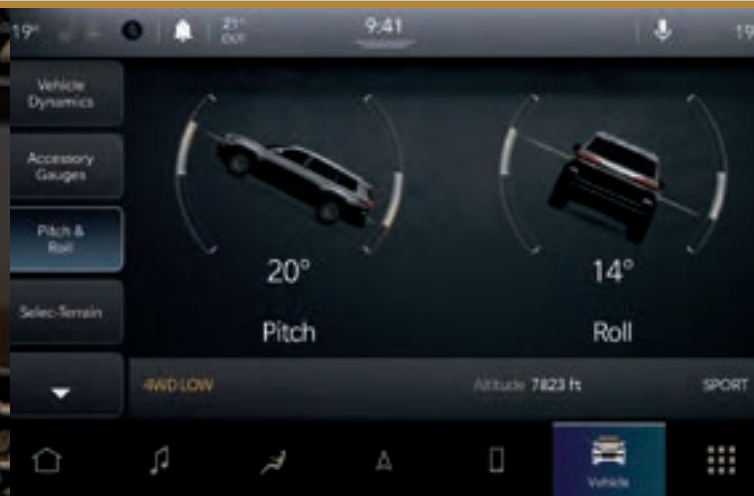 19°
21°
OUT
9:41
19
Vehicle
Dynamics
Accessory
Gauges
Pitch &
Roll
Selec-Terrain
20°
Pitch
14°
Roll
4WD LOW
Altitude 7823 ft
SPORT
Vehicle